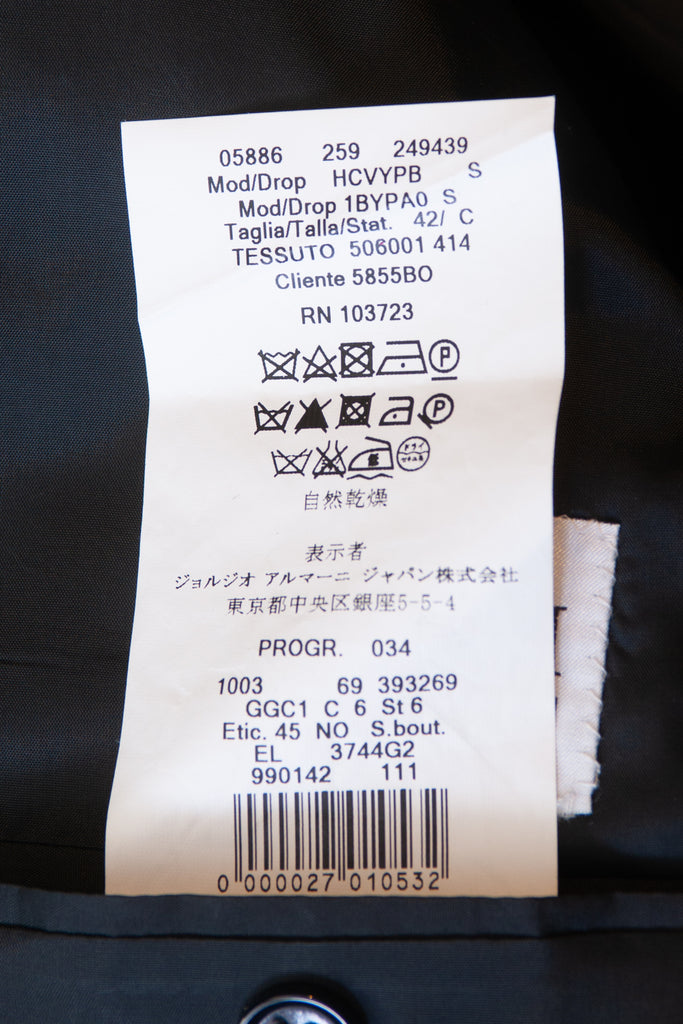 05886 259 249439
Mod/Drop HCVYPB S
Mod/Drop 1BYPA0 S
Taglia/Talla/Stat. 42/ C
TESSUTO 506001 414
Cliente 5855BO
RN 103723
P
P
ドライ
自然乾燥
表示者
ジョルジオ アルマーニ ジャパン株式会社
東京都中央区銀座5-5-4
PROGR. 034
1003 69 393269
GGC1 C 6 St 6
Etic. 45 NO S.bout.
EL 3744G2
990142 111
0 000027 010532